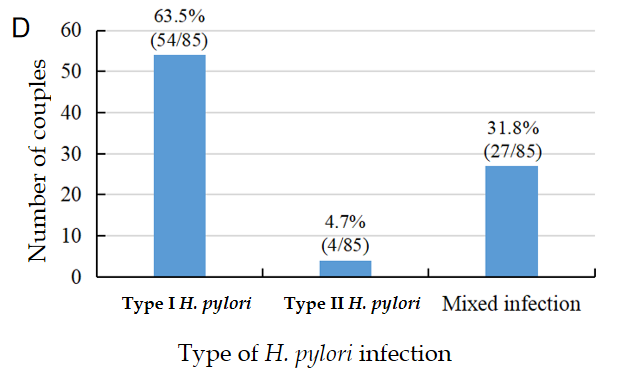 D
Number of couples
60
50
40
30
20
10
0
63.5%
(54/85)
4.7%
(4/85)
31.8%
(27/85)
Type I H. pylori
Type II H. pylori
Mixed infection
Type of H. pylori infection